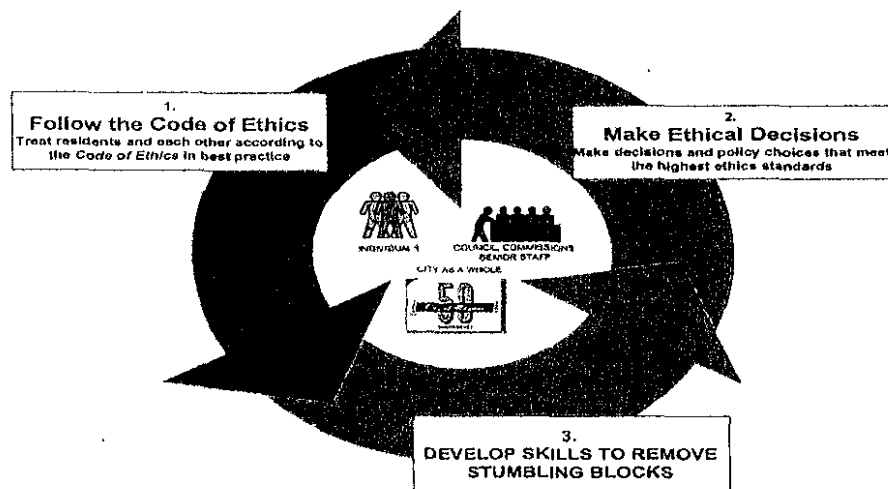 1.
Follow the Code of Ethics
Treat residents and each other according to
the Code of Ethics in best practice
2.
Make Ethical Decisions
Make decisions and policy choices that meet
the highest ethics standards
INDIVIDUALS
COUNCIL, COMMISSIONS
SENIOR STAFF
CITY AS A WHOLE
50
3.
DEVELOP SKILLS TO REMOVE
STUMBLING BLOCKS